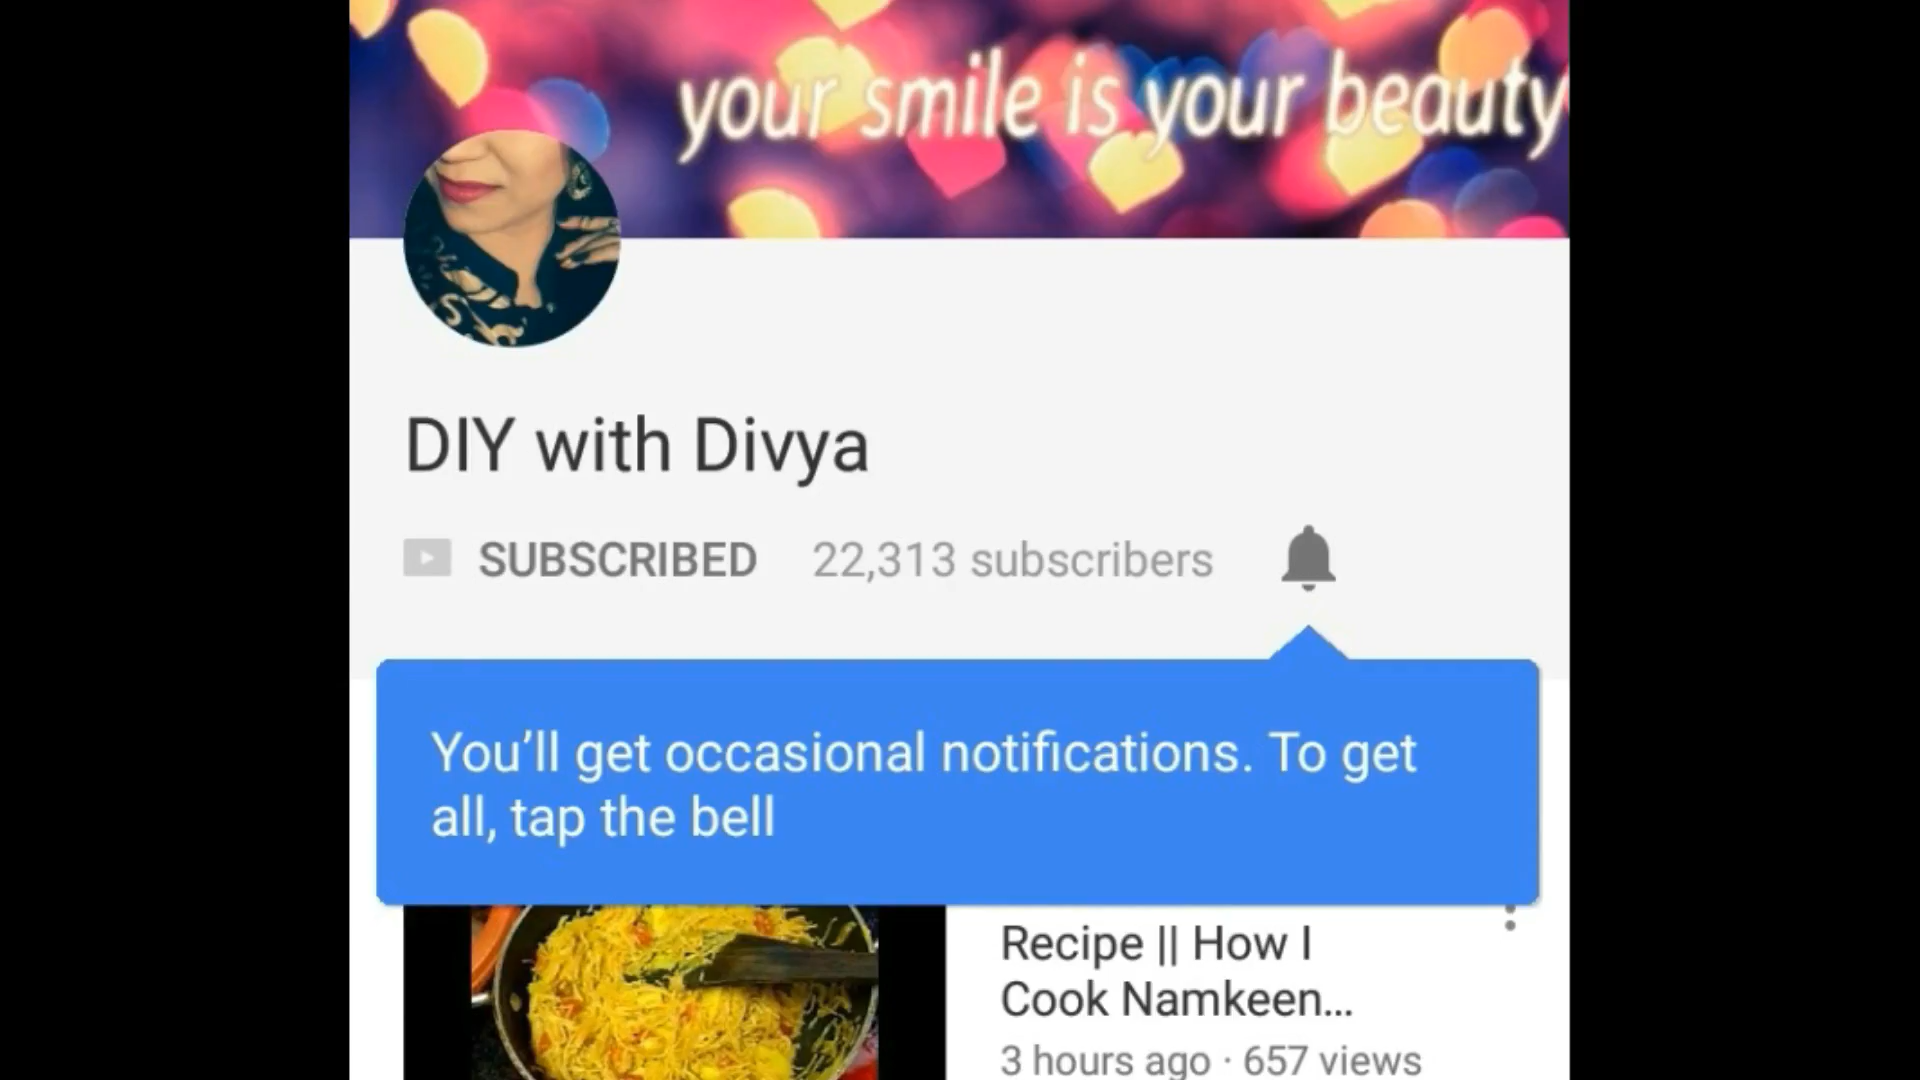 your smile is your beauty
DIY with Divya
SUBSCRIBED 22,313 subscribers
You’ll get occasional notifications. To get
all, tap the bell
Recipe || How I
Cook Namkeen...
3 hours ago · 657 views